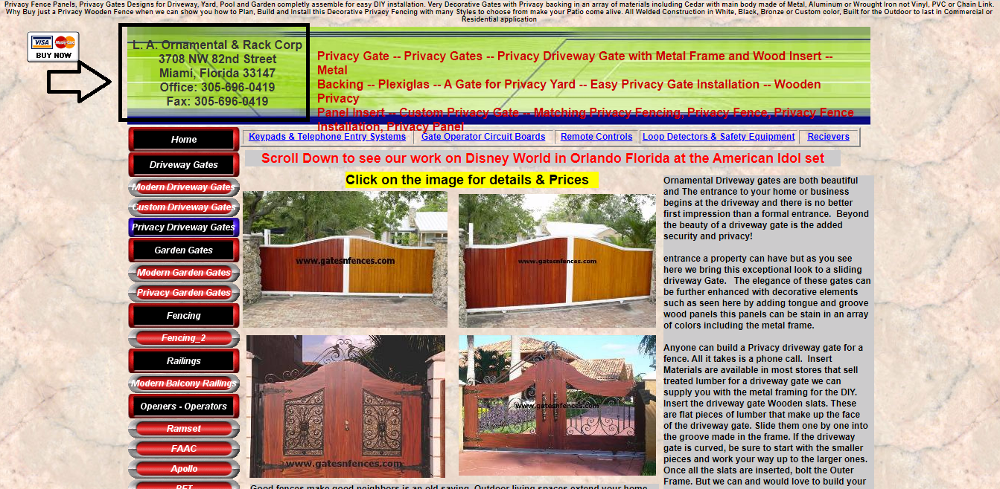 Privacy Fence Panels, Privacy Gates Designs for Driveway, Yard, Pool and Garden completly assemble for easy DIY installation. Very Decorative Gates with Privacy backing in an array of materials including Cedar with main body made of Metal, Aluminum or Wrought Iron not Vinyl, PVC or Chain Link.
Why Buy just a Privacy Wooden Fence when we can show you how to Plan, Build and Install this Decorative Privacy Fencing with many Styles to choose from make your Patio come alive. All Welded Construction in White, Black, Bronze or Custom color, Built for the Outdoor to last in Commercial or
Residential application
VISA MasterCard
BUY NOW
L. A. Ornamental & Rack Corp
3708 NW 82nd Street
Miami, Florida 33147
Office: 305-696-0419
Fax: 305-696-0419
Privacy Gate -- Privacy Gates -- Privacy Driveway Gate with Metal Frame and Wood Insert --
Metal
Backing -- Plexiglas -- A Gate for Privacy Yard -- Easy Privacy Gate Installation -- Wooden
Privacy
Panel Insert -- Custom Privacy Gate -- Matching Privacy Fencing, Privacy Fence, Privacy Fence
Installation, Privacy Panel
Keypads & Telephone Entry Systems
Gate Operator Circuit Boards
Remote Controls
Loop Detectors & Safety Equipment
Recievers
Home
Driveway Gates
Modern Driveway Gates
Custom Driveway Gates
Privacy Driveway Gates
Garden Gates
Modern Garden Gates
Privacy Garden Gates
Fencing
Fencing_2
Railings
Modern Balcony Railings
Openers - Operators
Ramset
FAAC
Apollo
BFT
Scroll Down to see our work on Disney World in Orlando Florida at the American Idol set
Click on the image for details & Prices
www.gatesnfences.com
www.gatesnfences.com
www.gatesnfences.com
www.gatesnfences.com
Good fences make good neighbors is an old saying. Outdoor living spaces extend your home
Ornamental Driveway gates are both beautiful
and The entrance to your home or business
begins at the driveway and there is no better
first impression than a formal entrance. Beyond
the beauty of a driveway gate is the added
security and privacy!
entrance a property can have but as you see
here we bring this exceptional look to a sliding
driveway Gate. The elegance of these gates can
be further enhanced with decorative elements
such as seen here by adding tongue and groove
wood panels this panels can be stain in an array
of colors including the metal frame.
Anyone can build a Privacy driveway gate for a
fence. All it takes is a phone call. Insert
Materials are available in most stores that sell
treated lumber for a driveway gate we can
supply you with the metal framing for the DIY.
Insert the driveway gate Wooden slats. These
are flat pieces of lumber that make up the face
of the driveway gate. Slide them one by one into
the groove made in the frame. If the driveway
gate is curved, be sure to start with the smaller
pieces and work your way up to the larger ones.
Once all the slats are inserted, bolt the Outer
Frame. But we can and would love to build your